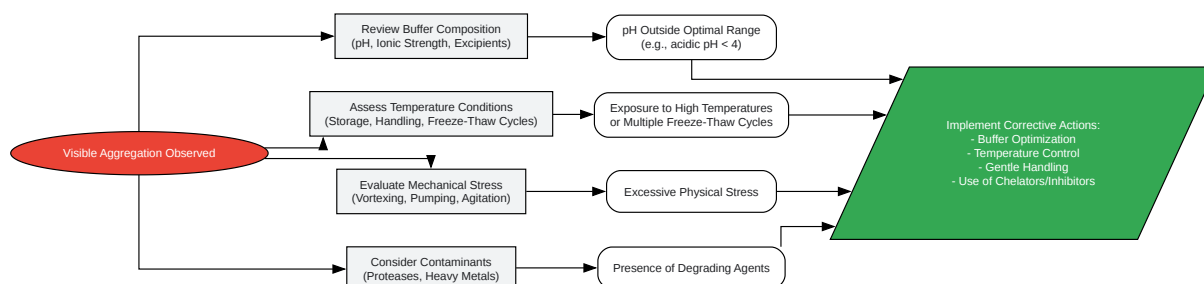 Visible Aggregation Observed
Review Buffer Composition
(pH, Ionic Strength, Excipients)
pH Outside Optimal Range
(e.g., acidic pH < 4)
Assess Temperature Conditions
(Storage, Handling, Freeze-Thaw Cycles)
Exposure to High Temperatures
or Multiple Freeze-Thaw Cycles
Evaluate Mechanical Stress
(Vortexing, Pumping, Agitation)
Excessive Physical Stress
Consider Contaminants
(Proteases, Heavy Metals)
Presence of Degrading Agents
Implement Corrective Actions:
- Buffer Optimization
- Temperature Control
- Gentle Handling
- Use of Chelators/Inhibitors